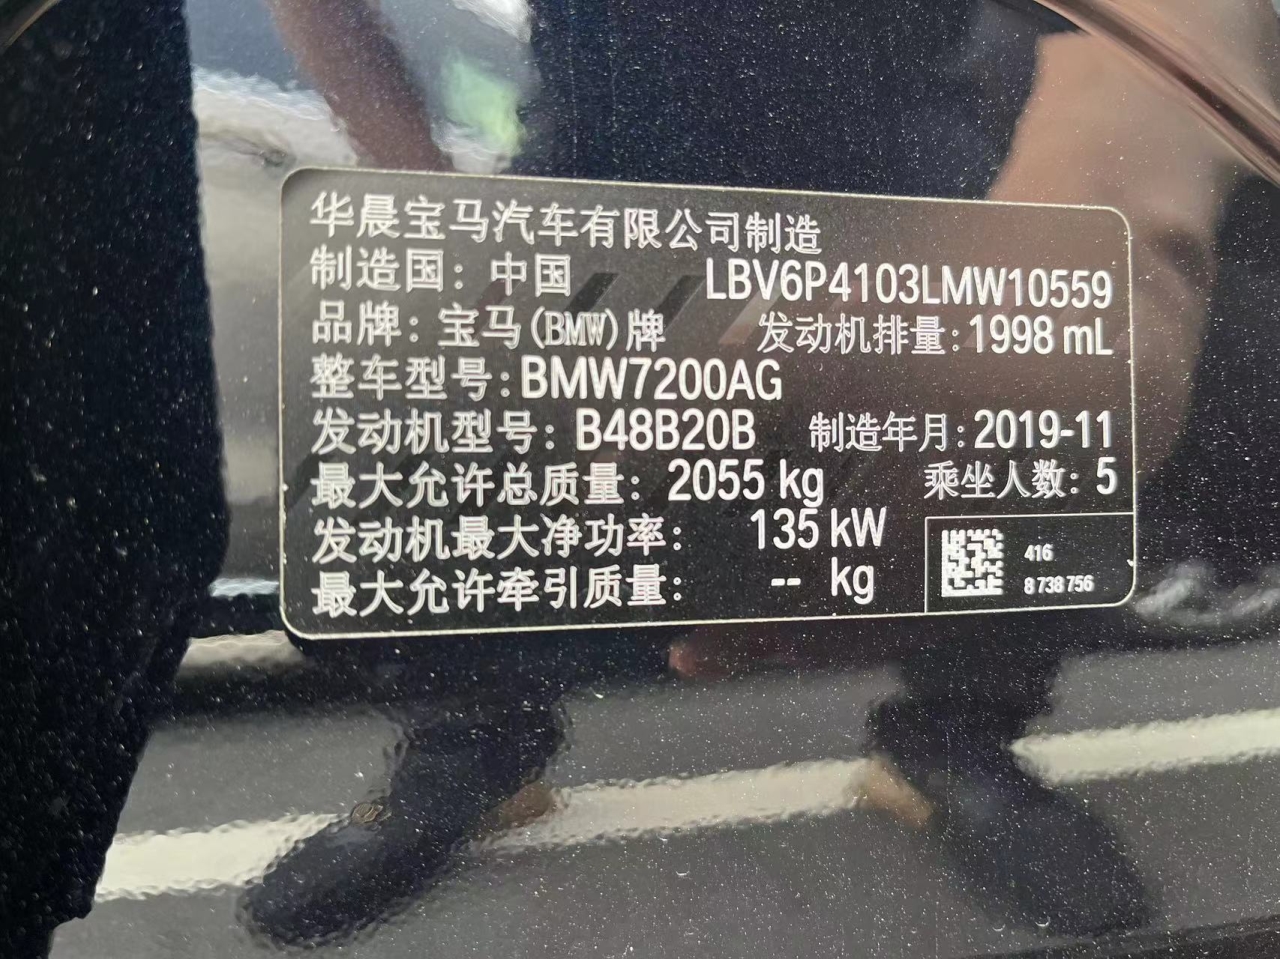 华晨宝马汽车有限公司制造
制造国：中国 LBV6P4103LMW10559
品牌：宝马(BMW)牌 发动机排量：1998 mL
整车型号：BMW7200AG
发动机型号：B48B20B 制造年月：2019-11
最大允许总质量：2055 kg 乘坐人数：5
发动机最大净功率：135 kW
最大允许牵引质量：-- kg
416
8 738 756